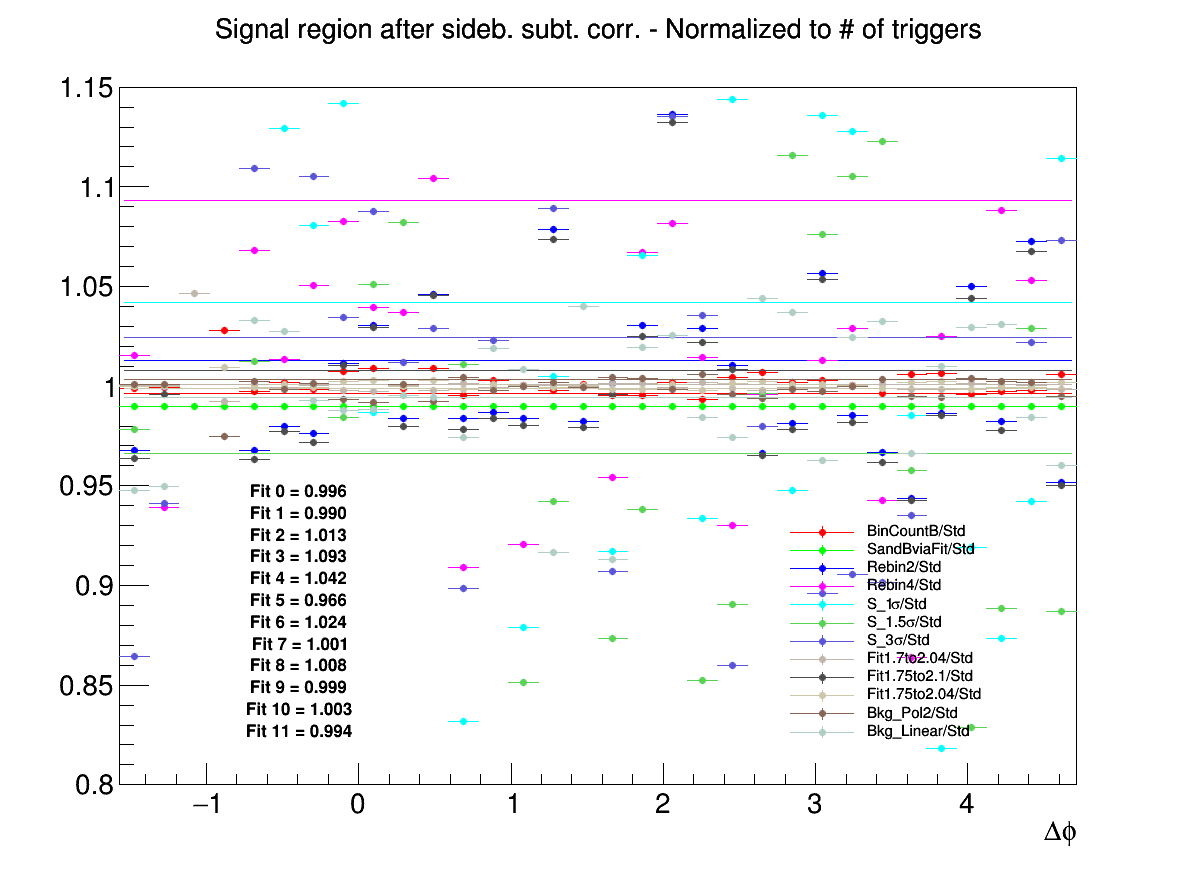 Signal region after sideb. subt. corr. - Normalized to # of triggers
1.15
1.1
1.05
1
0.95
0.9
0.85
0.8
Fit 0 = 0.996
Fit 1 = 0.990
Fit 2 = 1.013
Fit 3 = 1.093
Fit 4 = 1.042
Fit 5 = 0.966
Fit 6 = 1.024
Fit 7 = 1.001
Fit 8 = 1.008
Fit 9 = 0.999
Fit 10 = 1.003
Fit 11 = 0.994
BinCountB/Std
SandBviaFit/Std
Rebin2/Std
Rebin4/Std
S_1σ/Std
S_1.5σ/Std
S_3σ/Std
Fit1.7to2.04/Std
Fit1.75to2.1/Std
Fit1.75to2.04/Std
Bkg_Pol2/Std
Bkg_Linear/Std
−1 0 1 2 3 4
Δϕ